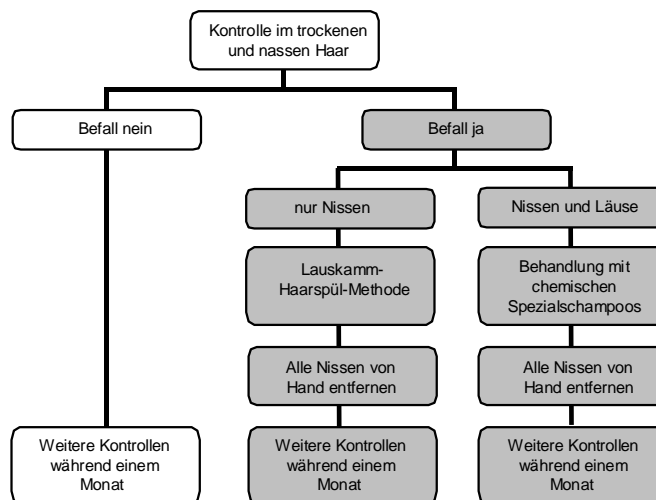 Kontrolle im trockenen
und nassen Haar
Befall nein
Befall ja
nur Nissen
Nissen und Läuse
Lauskamm-
Haarspül-Methode
Behandlung mit
chemischen
Spezialschampoos
Alle Nissen von
Hand entfernen
Alle Nissen von
Hand entfernen
Weitere Kontrollen
während einem
Monat
Weitere Kontrollen
während einem
Monat
Weitere Kontrollen
während einem
Monat